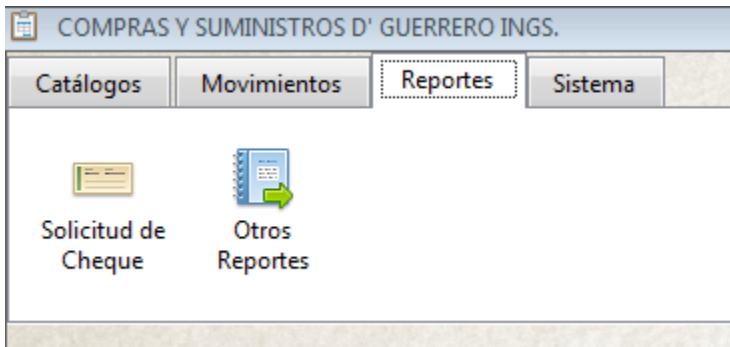 COMPRAS Y SUMINISTROS D' GUERRERO INGS.
Catálogos Movimientos Reportes Sistema
Solicitud de Cheque
Otros Reportes